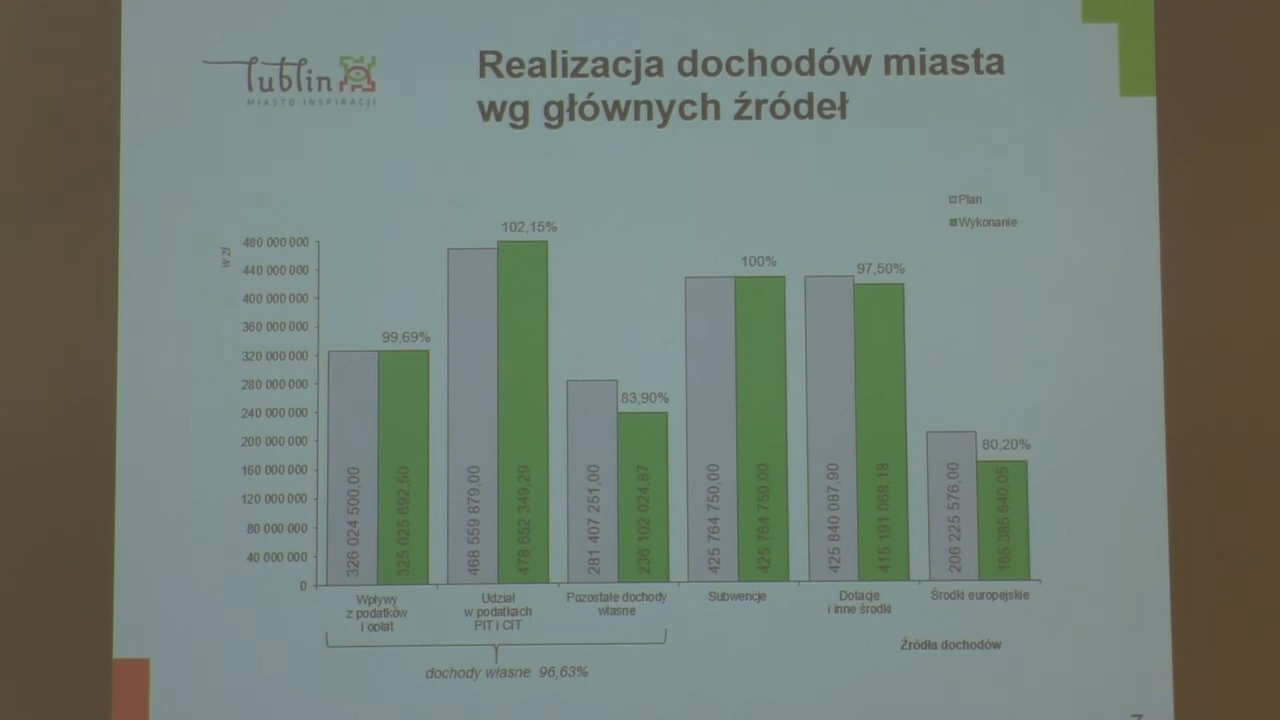 lublin
MIASTO INSPIRACJI
Realizacja dochodów miasta
wg głównych źródeł
Plan
Wykonanie
w zł
480 000 000
440 000 000
400 000 000
360 000 000
320 000 000
280 000 000
240 000 000
200 000 000
160 000 000
120 000 000
80 000 000
40 000 000
0
99,69%
102,15%
83,90%
100%
97,50%
80,20%
326 024 500,00
325 025 692,50
468 559 879,00
478 652 349,29
281 407 251,00
236 102 024,87
425 764 750,00
425 764 750,00
425 840 087,90
415 191 068,18
206 225 576,00
165 385 640,05
Wpływy
z podatków
i opłat
Udział
w podatkach
PIT i CIT
Pozostałe dochody
własne
Subwencje
Dotacje
i inne środki
Środki europejskie
Źródła dochodów
dochody własne 96,63%
7